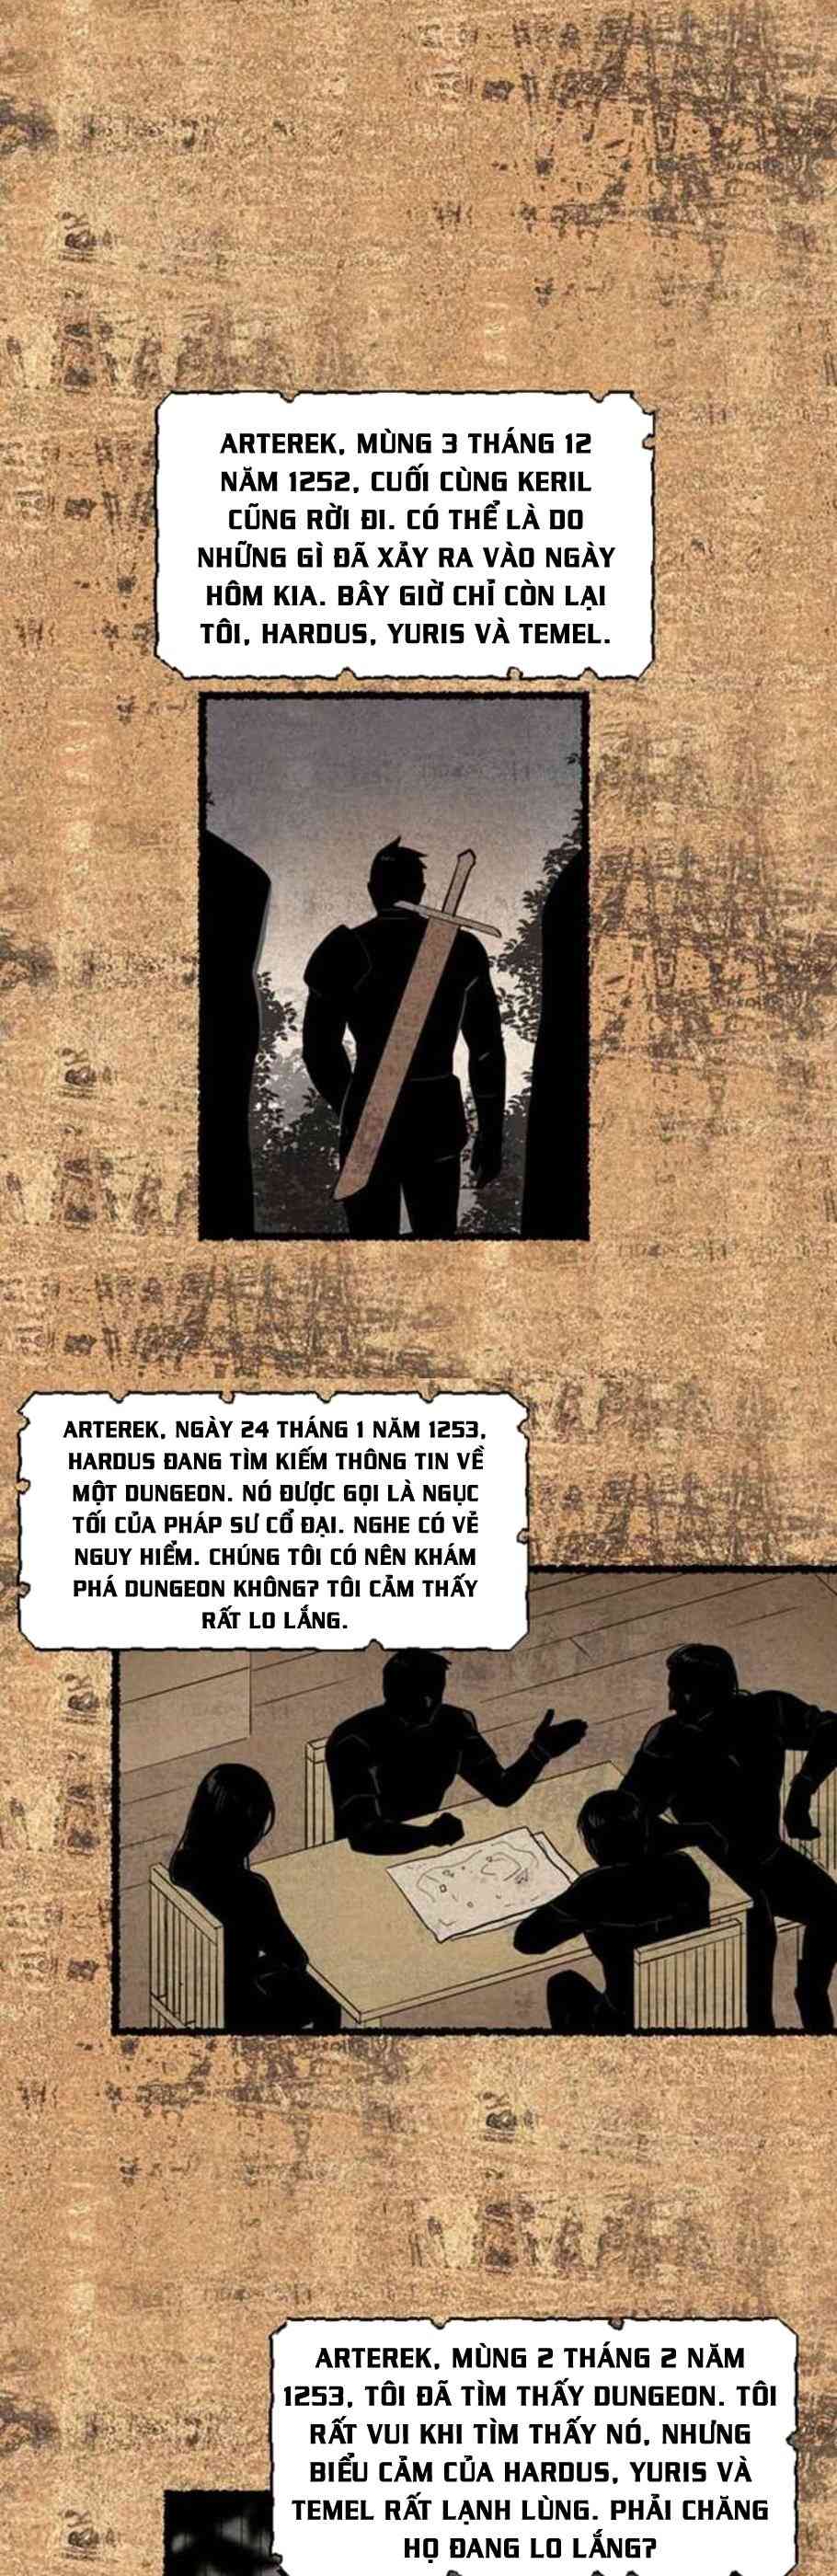 ARTEREK, MÙNG 3 THÁNG 12
NĂM 1252, CUỐI CÙNG KERIL
CŨNG RỜI ĐI. CÓ THỂ LÀ DO
NHỮNG GÌ ĐÃ XẢY RA VÀO NGÀY
HÔM KIA. BÂY GIỜ CHỈ CÒN LẠI
TÔI, HARDUS, YURIS VÀ TEMEL.
ARTEREK, NGÀY 24 THÁNG 1 NĂM 1253,
HARDUS ĐANG TÌM KIẾM THÔNG TIN VỀ
MỘT DUNGEON. NÓ ĐƯỢC GỌI LÀ NGỤC
TỐI CỦA PHÁP SƯ CỔ ĐẠI. NGHE CÓ VẺ
NGUY HIỂM. CHÚNG TÔI CÓ NÊN KHÁM
PHÁ DUNGEON KHÔNG? TÔI CẢM THẤY
RẤT LO LẮNG.
ARTEREK, MÙNG 2 THÁNG 2 NĂM
1253, TÔI ĐÃ TÌM THẤY DUNGEON. TÔI
RẤT VUI KHI TÌM THẤY NÓ, NHƯNG
BIỂU CẢM CỦA HARDUS, YURIS VÀ
TEMEL RẤT LẠNH LÙNG. PHẢI CHĂNG
HỌ ĐANG LO LẮNG?